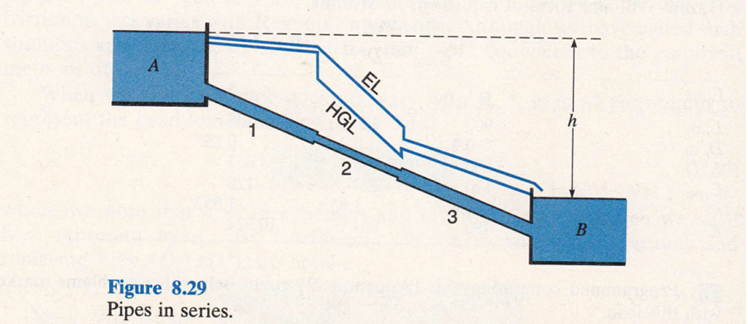 A
EL
HGL
h
1
2
3
B
Figure 8.29
Pipes in series.